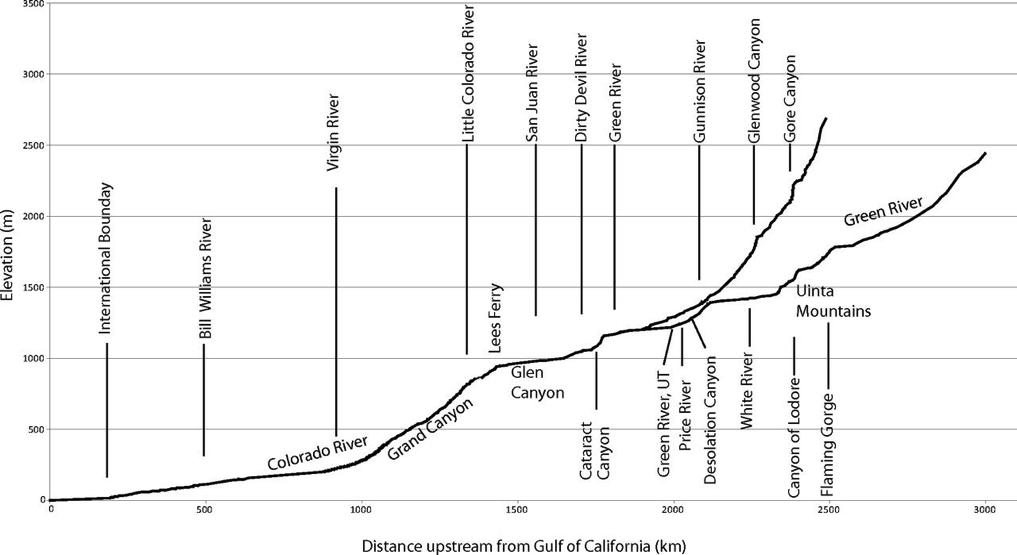 3500
3000
2500
2000
1500
1000
500
0
Elevation (m)
0
500
1000
1500
2000
2500
3000
Distance upstream from Gulf of California (km)
International Bounday
Bill Williams River
Virgin River
Little Colorado River
San Juan River
Dirty Devil River
Green River
Gunnison River
Glenwood Canyon
Gore Canyon
Colorado River
Grand Canyon
Lees Ferry
Glen
Canyon
Cataract
Canyon
Green River, UT
Price River
Desolation Canyon
White River
Canyon of Lodore
Flaming Gorge
Uinta
Mountains
Green River